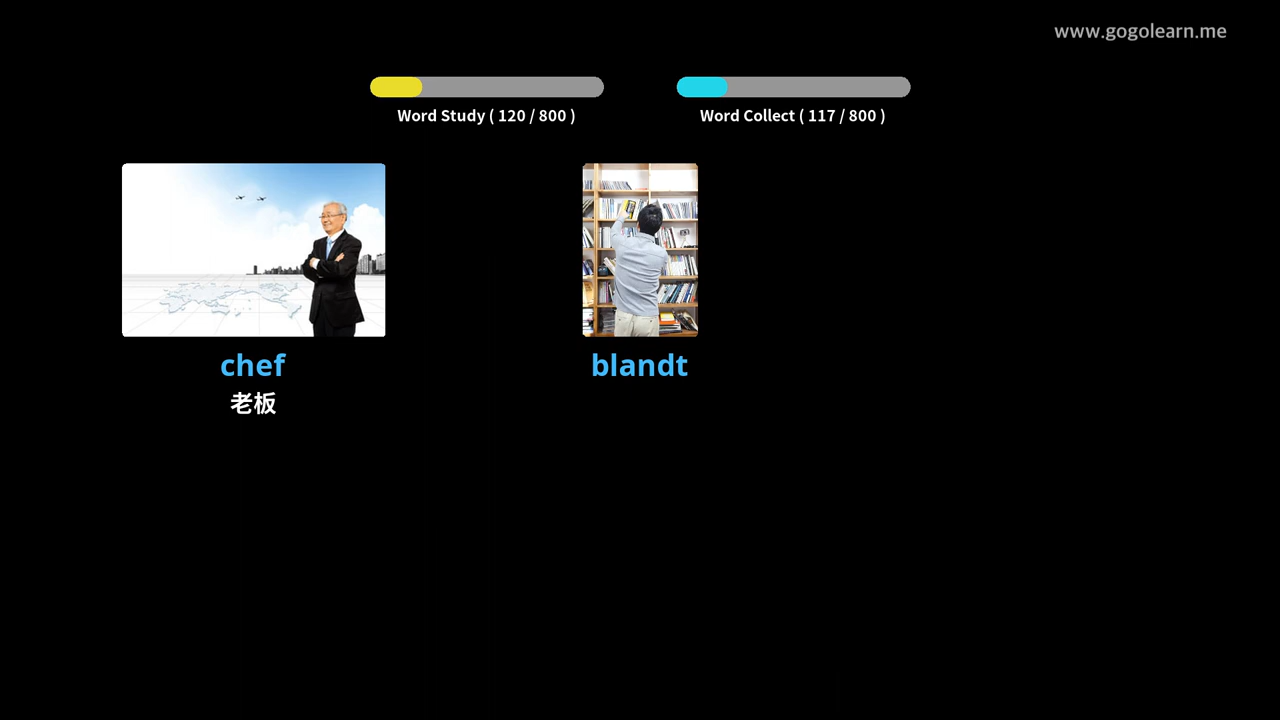 www.gogolearn.me
Word Study ( 120 / 800 )
Word Collect ( 117 / 800 )
chef
老板
blandt